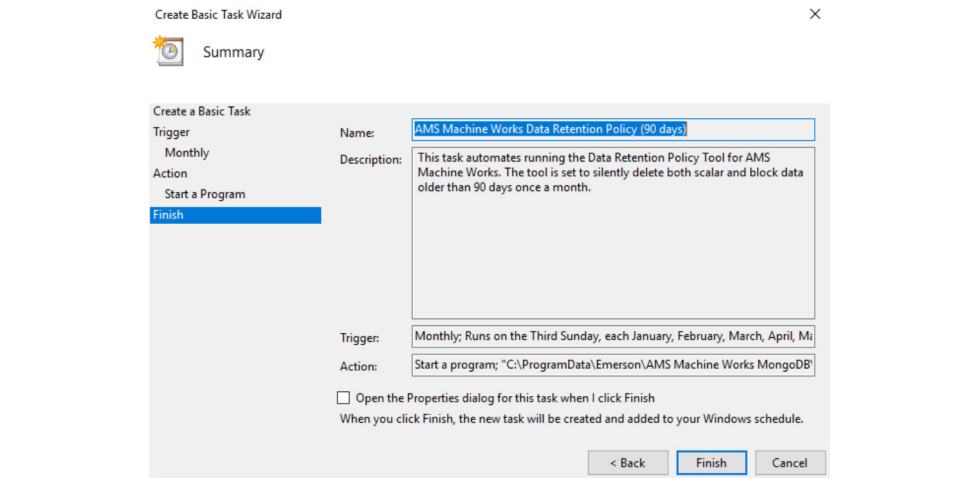 Create Basic Task Wizard
Summary
Create a Basic Task
Trigger
Monthly
Action
Start a Program
Finish
Name: AMS Machine Works Data Retention Policy (90 days)
Description: This task automates running the Data Retention Policy Tool for AMS
Machine Works. The tool is set to silently delete both scalar and block data
older than 90 days once a month.
Trigger: Monthly; Runs on the Third Sunday, each January, February, March, April, Ma
Action: Start a program; "C:\ProgramData\Emerson\AMS Machine Works MongoDB\
Open the Properties dialog for this task when I click Finish
When you click Finish, the new task will be created and added to your Windows schedule.
< Back Finish Cancel